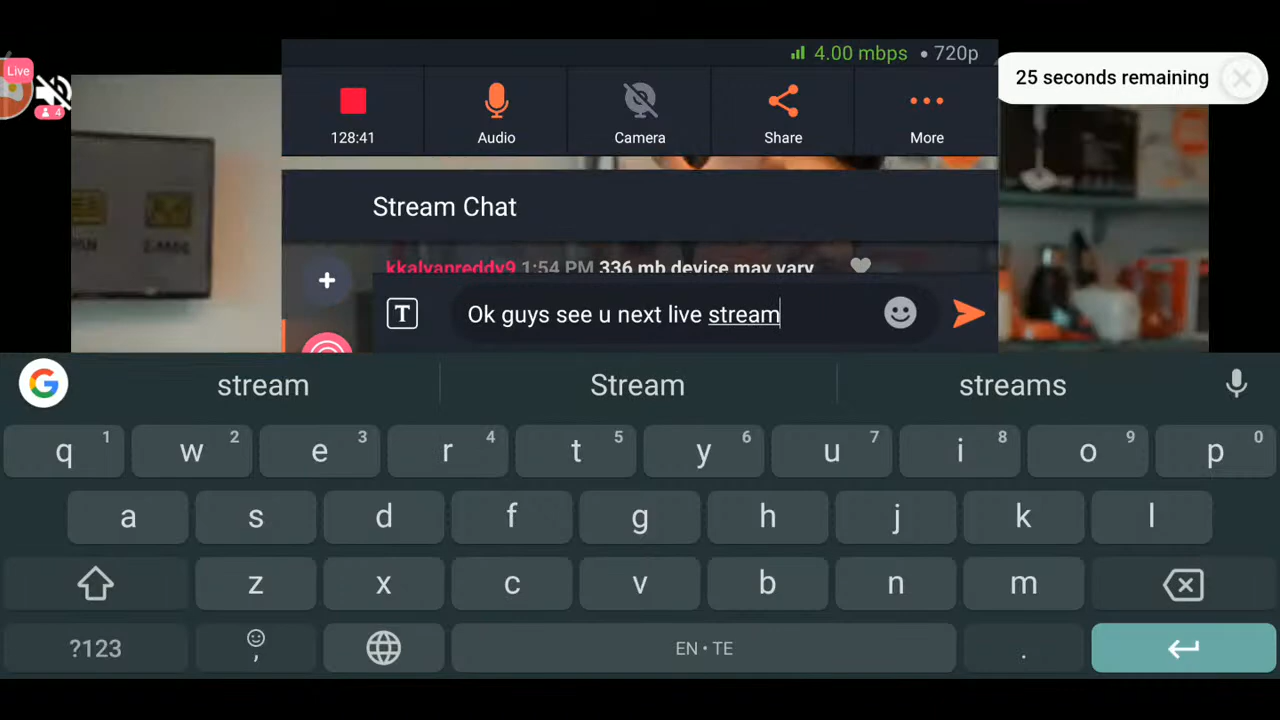 4.00 mbps • 720p
Live
4
25 seconds remaining
128:41
Audio
Camera
Share
More
Stream Chat
kkalyanreddy9 1:54 PM 336 mb device may vary
T
Ok guys see u next live stream
G
stream
Stream
streams
q 1 w 2 e 3 r 4 t 5 y 6 u 7 i 8 o 9 p 0
a s d f g h j k l
z x c v b n m
?123 , EN • TE .